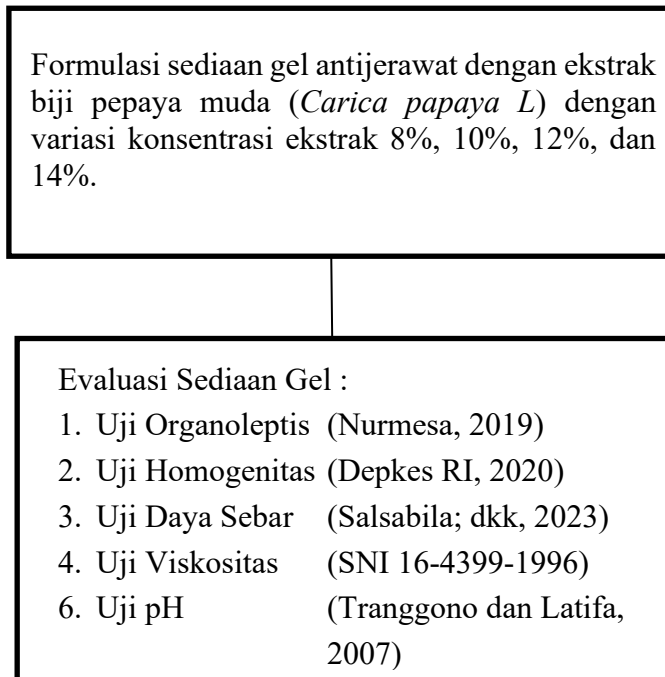 Formulasi sediaan gel antijerawat dengan ekstrak
biji pepaya muda (Carica papaya L) dengan
variasi konsentrasi ekstrak 8%, 10%, 12%, dan
14%.
Evaluasi Sediaan Gel :
1. Uji Organoleptis (Nurmesa, 2019)
2. Uji Homogenitas (Depkes RI, 2020)
3. Uji Daya Sebar (Salsabila; dkk, 2023)
4. Uji Viskositas (SNI 16-4399-1996)
6. Uji pH (Tranggono dan Latifa,
2007)